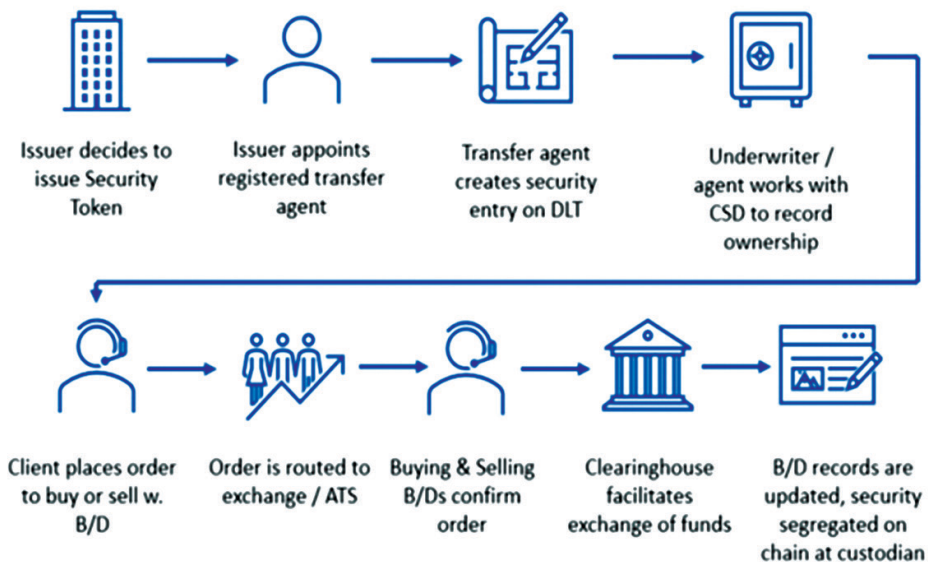 Issuer decides to
issue Security
Token
Issuer appoints
registered transfer
agent
Transfer agent
creates security
entry on DLT
Underwriter /
agent works with
CSD to record
ownership
Client places order
to buy or sell w.
B/D
Order is routed to
exchange / ATS
Buying & Selling
B/Ds confirm
order
Clearinghouse
facilitates
exchange of funds
B/D records are
updated, security
segregated on
chain at custodian